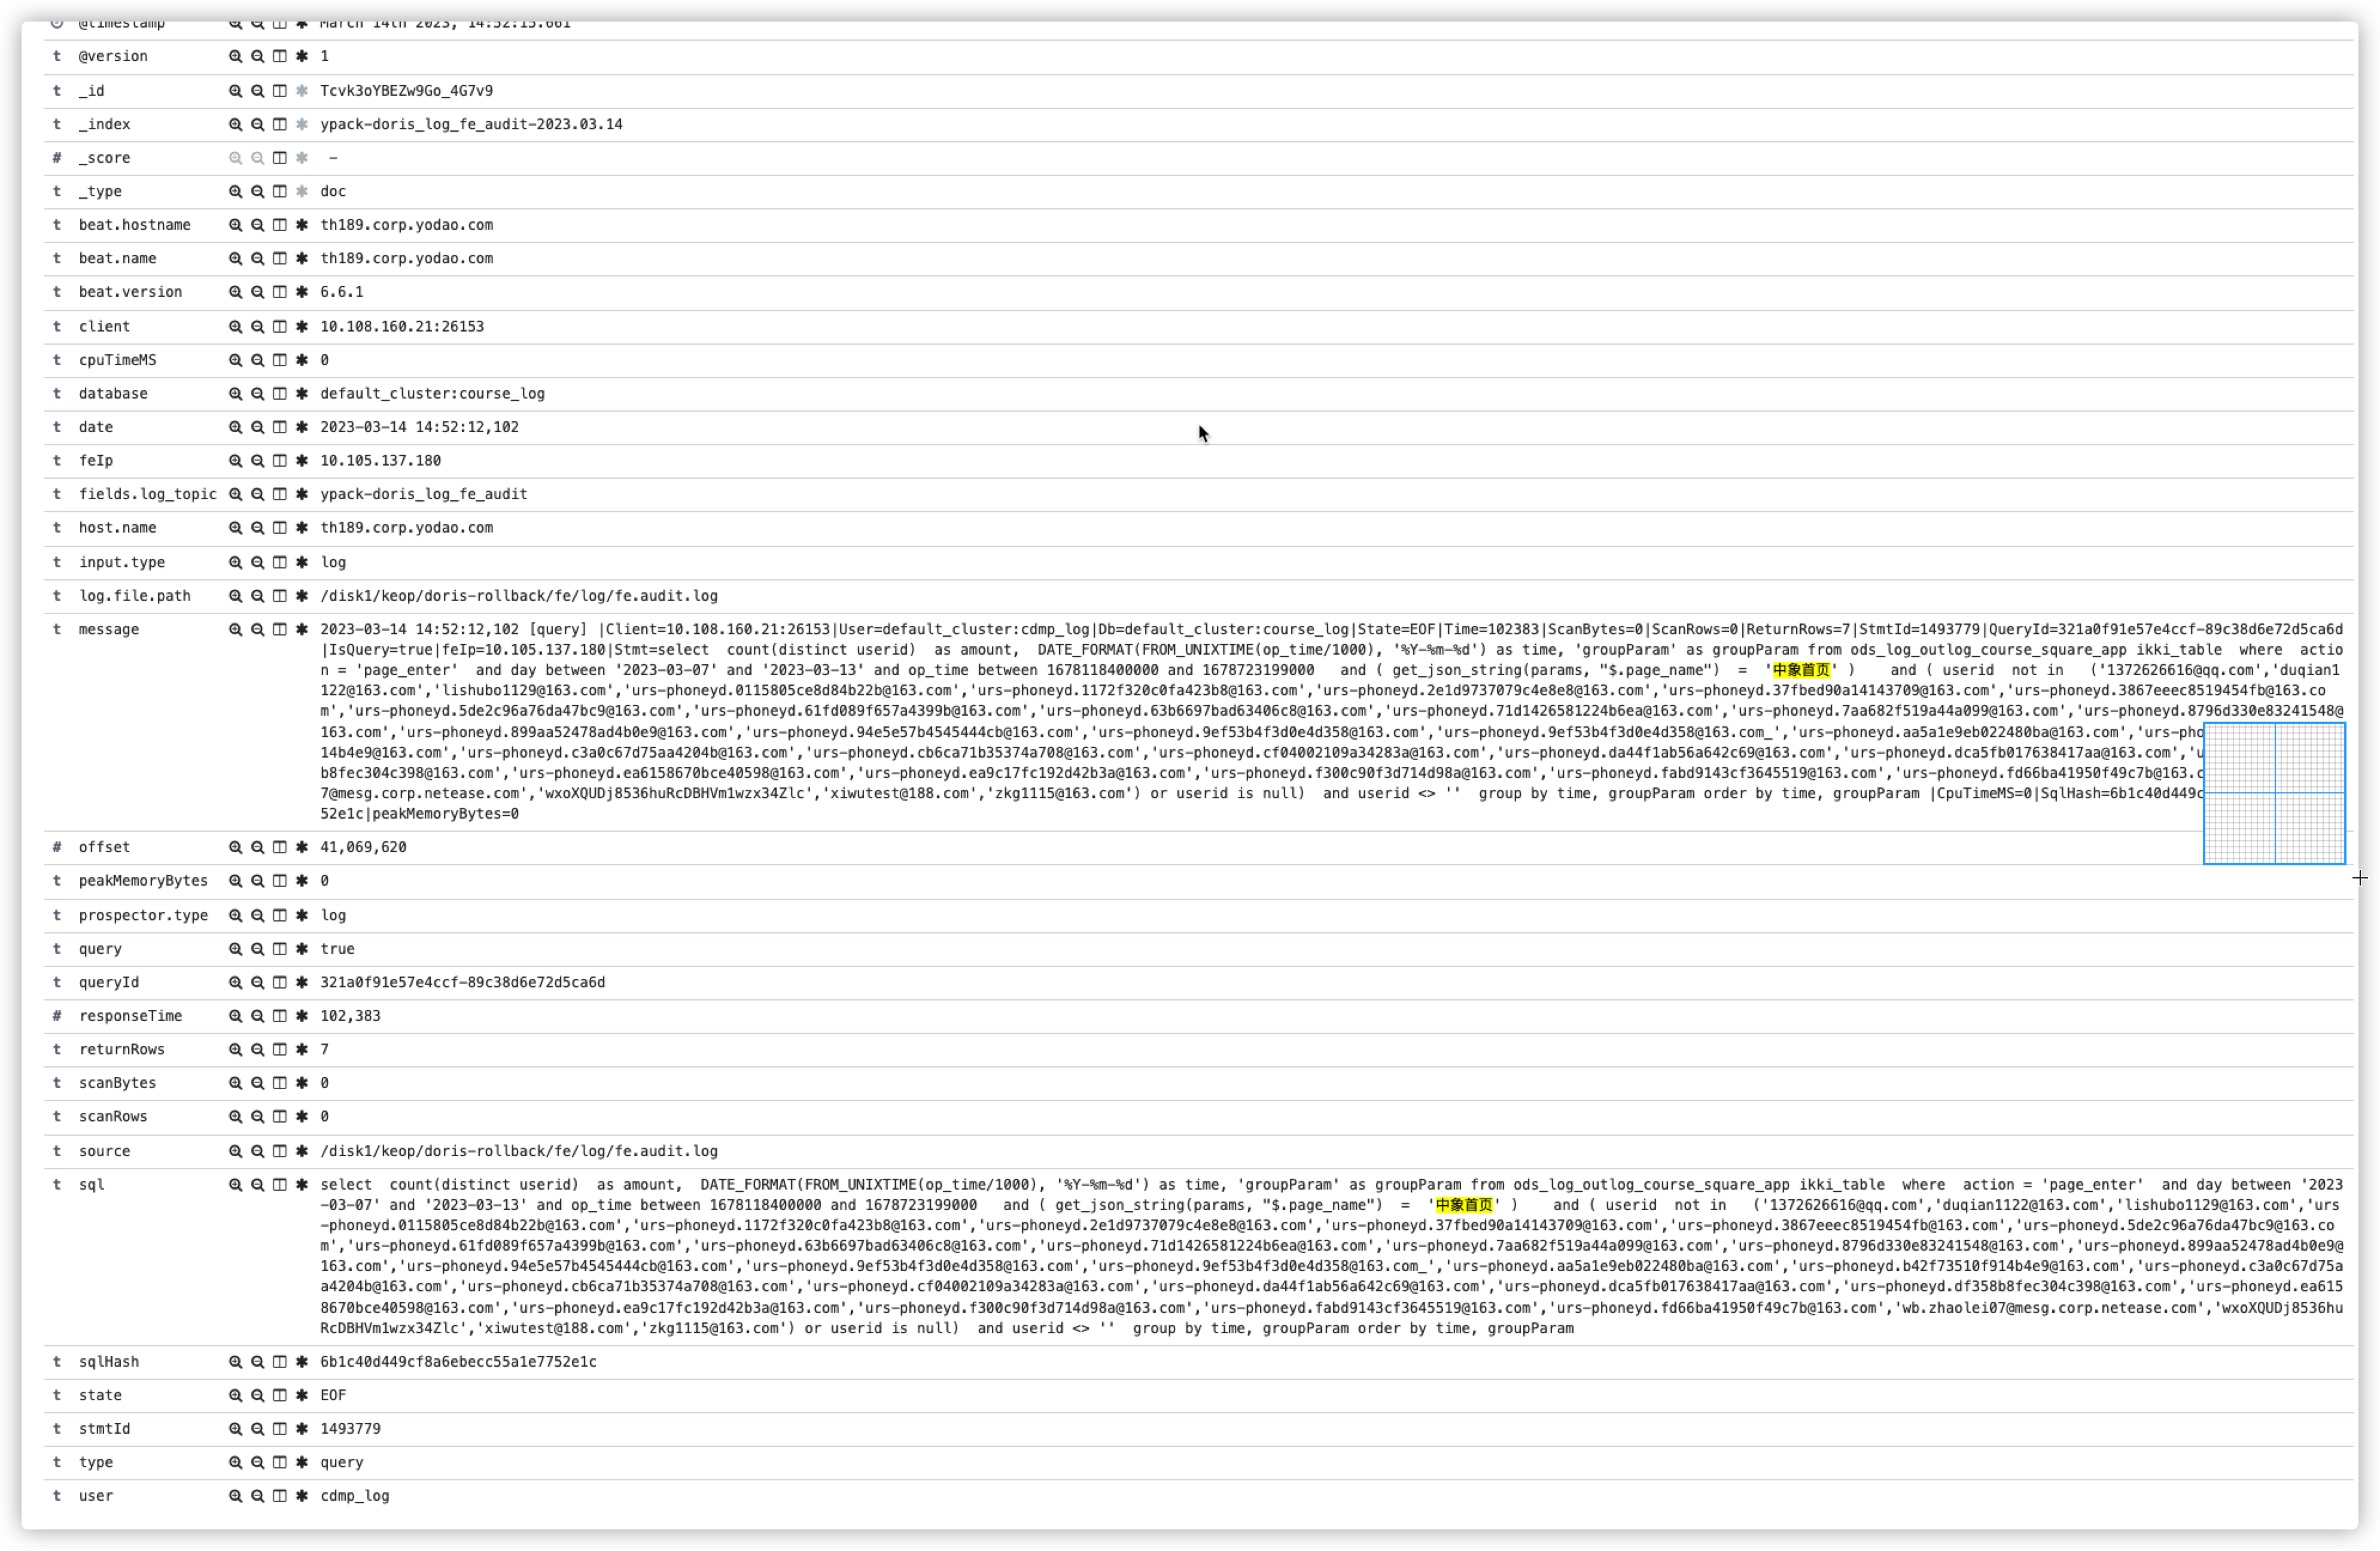 @timestamp March 14th 2023, 14:52:15.661
t @version 1
t _id Tcvk3oYBEZw9Go_4G7v9
t _index ypack-doris_log_fe_audit-2023.03.14
# _score -
t _type doc
t beat.hostname th189.corp.yodao.com
t beat.name th189.corp.yodao.com
t beat.version 6.6.1
t client 10.108.160.21:26153
t cpuTimeMS 0
t database default_cluster:course_log
t date 2023-03-14 14:52:12,102
t feIp 10.105.137.180
t fields.log_topic ypack-doris_log_fe_audit
t host.name th189.corp.yodao.com
t input.type log
t log.file.path /disk1/keop/doris-rollback/fe/log/fe.audit.log
t message 2023-03-14 14:52:12,102 [query] |Client=10.108.160.21:26153|User=default_cluster:cdmp_log|Db=default_cluster:course_log|State=EOF|Time=102383|ScanBytes=0|ScanRows=0|ReturnRows=7|StmtId=1493779|QueryId=321a0f91e57e4ccf-89c38d6e72d5ca6d
|IsQuery=true|feIp=10.105.137.180|Stmt=select count(distinct userid) as amount, DATE_FORMAT(FROM_UNIXTIME(op_time/1000), '%Y-%m-%d') as time, 'groupParam' as groupParam from ods_log_outlog_course_square_app ikki_table where actio
n = 'page_enter' and day between '2023-03-07' and '2023-03-13' and op_time between 1678118400000 and 1678723199000 and ( get_json_string(params, "$.page_name") = '中象首页' ) and ( userid not in ('1372626616@qq.com','duqian1
122@163.com','lishubo1129@163.com','urs-phoneyd.0115805ce8d84b22b@163.com','urs-phoneyd.1172f320c0fa423b8@163.com','urs-phoneyd.2e1d9737079c4e8e8@163.com','urs-phoneyd.37fbed90a14143709@163.com','urs-phoneyd.3867eeec8519454fb@163.co
m','urs-phoneyd.5de2c96a76da47bc9@163.com','urs-phoneyd.61fd089f657a4399b@163.com','urs-phoneyd.63b6697bad63406c8@163.com','urs-phoneyd.71d1426581224b6ea@163.com','urs-phoneyd.7aa682f519a44a099@163.com','urs-phoneyd.8796d330e83241548@
163.com','urs-phoneyd.899aa52478ad4b0e9@163.com','urs-phoneyd.94e5e57b4545444cb@163.com','urs-phoneyd.9ef53b4f3d0e4d358@163.com','urs-phoneyd.9ef53b4f3d0e4d358@163.com_','urs-phoneyd.aa5a1e9eb022480ba@163.com','urs-pho
14b4e9@163.com','urs-phoneyd.c3a0c67d75aa4204b@163.com','urs-phoneyd.cb6ca71b35374a708@163.com','urs-phoneyd.cf04002109a34283a@163.com','urs-phoneyd.da44f1ab56a642c69@163.com','urs-phoneyd.dca5fb017638417aa@163.com','u
b8fec304c398@163.com','urs-phoneyd.ea6158670bce40598@163.com','urs-phoneyd.ea9c17fc192d42b3a@163.com','urs-phoneyd.f300c90f3d714d98a@163.com','urs-phoneyd.fabd9143cf3645519@163.com','urs-phoneyd.fd66ba41950f49c7b@163.c
7@mesg.corp.netease.com','wxoXQUDj8536huRcDBHVm1wzx34Zlc','xiwutest@188.com','zkg1115@163.com') or userid is null) and userid <> '' group by time, groupParam order by time, groupParam |CpuTimeMS=0|SqlHash=6b1c40d449c
52e1c|peakMemoryBytes=0
# offset 41,069,620
t peakMemoryBytes 0
t prospector.type log
t query true
t queryId 321a0f91e57e4ccf-89c38d6e72d5ca6d
# responseTime 102,383
t returnRows 7
t scanBytes 0
t scanRows 0
t source /disk1/keop/doris-rollback/fe/log/fe.audit.log
t sql select count(distinct userid) as amount, DATE_FORMAT(FROM_UNIXTIME(op_time/1000), '%Y-%m-%d') as time, 'groupParam' as groupParam from ods_log_outlog_course_square_app ikki_table where action = 'page_enter' and day between '2023
-03-07' and '2023-03-13' and op_time between 1678118400000 and 1678723199000 and ( get_json_string(params, "$.page_name") = '中象首页' ) and ( userid not in ('1372626616@qq.com','duqian1122@163.com','lishubo1129@163.com','urs
-phoneyd.0115805ce8d84b22b@163.com','urs-phoneyd.1172f320c0fa423b8@163.com','urs-phoneyd.2e1d9737079c4e8e8@163.com','urs-phoneyd.37fbed90a14143709@163.com','urs-phoneyd.3867eeec8519454fb@163.com','urs-phoneyd.5de2c96a76da47bc9@163.co
m','urs-phoneyd.61fd089f657a4399b@163.com','urs-phoneyd.63b6697bad63406c8@163.com','urs-phoneyd.71d1426581224b6ea@163.com','urs-phoneyd.7aa682f519a44a099@163.com','urs-phoneyd.8796d330e83241548@163.com','urs-phoneyd.899aa52478ad4b0e9@
163.com','urs-phoneyd.94e5e57b4545444cb@163.com','urs-phoneyd.9ef53b4f3d0e4d358@163.com','urs-phoneyd.9ef53b4f3d0e4d358@163.com_','urs-phoneyd.aa5a1e9eb022480ba@163.com','urs-phoneyd.b42f73510f914b4e9@163.com','urs-phoneyd.c3a0c67d75a
a4204b@163.com','urs-phoneyd.cb6ca71b35374a708@163.com','urs-phoneyd.cf04002109a34283a@163.com','urs-phoneyd.da44f1ab56a642c69@163.com','urs-phoneyd.dca5fb017638417aa@163.com','urs-phoneyd.df358b8fec304c398@163.com','urs-phoneyd.ea615
8670bce40598@163.com','urs-phoneyd.ea9c17fc192d42b3a@163.com','urs-phoneyd.f300c90f3d714d98a@163.com','urs-phoneyd.fabd9143cf3645519@163.com','urs-phoneyd.fd66ba41950f49c7b@163.com','wb.zhaolei07@mesg.corp.netease.com','wxoXQUDj8536hu
RcDBHVm1wzx34Zlc','xiwutest@188.com','zkg1115@163.com') or userid is null) and userid <> '' group by time, groupParam order by time, groupParam
t sqlHash 6b1c40d449cf8a6ebecc55a1e7752e1c
t state EOF
t stmtId 1493779
t type query
t user cdmp_log